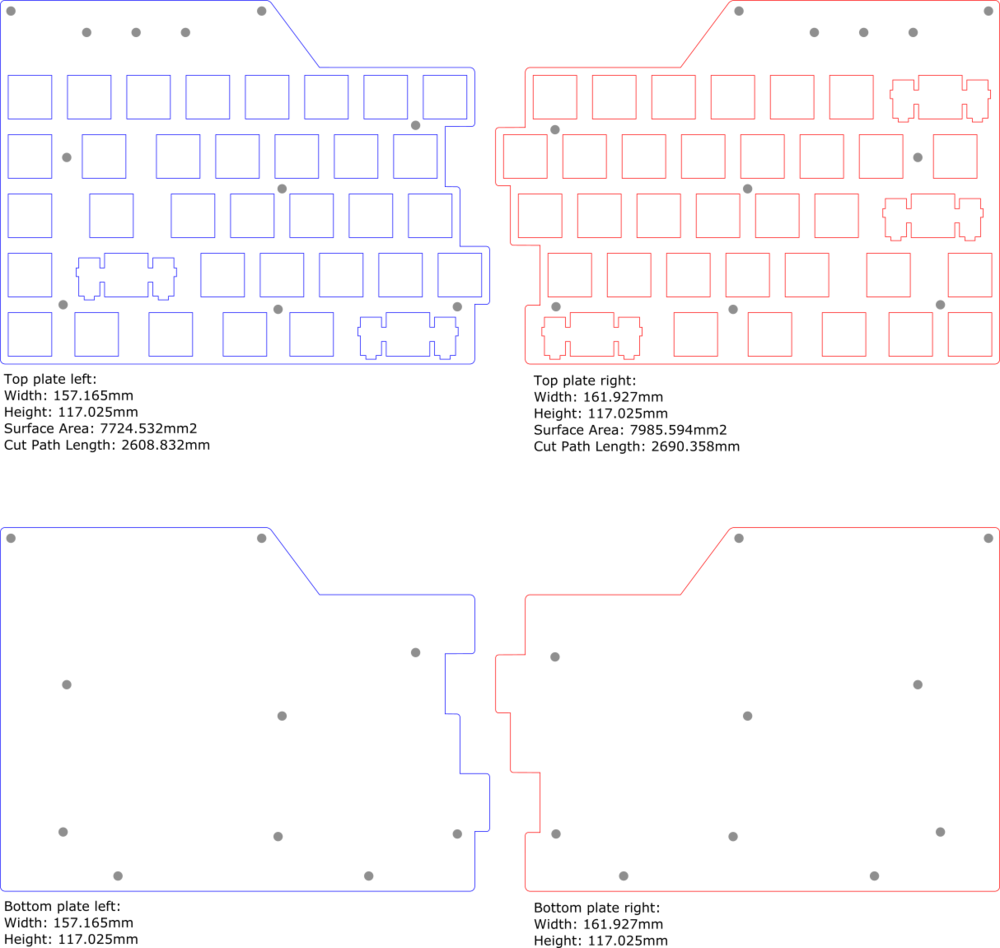 Top plate left:
Width: 157.165mm
Height: 117.025mm
Surface Area: 7724.532mm2
Cut Path Length: 2608.832mm
Top plate right:
Width: 161.927mm
Height: 117.025mm
Surface Area: 7985.594mm2
Cut Path Length: 2690.358mm
Bottom plate left:
Width: 157.165mm
Height: 117.025mm
Bottom plate right:
Width: 161.927mm
Height: 117.025mm